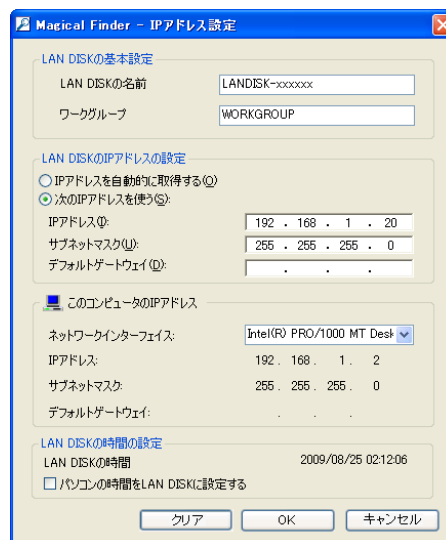 Magical Finder - IPアドレス設定
LAN DISKの基本設定
LAN DISKの名前 LANDISK-xxxxxx
ワークグループ WORKGROUP
LAN DISKのIPアドレスの設定
IPアドレスを自動的に取得する(O)
次のIPアドレスを使う(S):
IPアドレス(I): 192 . 168 . 1 . 20
サブネットマスク(U): 255 . 255 . 255 . 0
デフォルトゲートウェイ(D): . . .
このコンピュータのIPアドレス
ネットワークインターフェイス: Intel(R) PRO/1000 MT Desk
IPアドレス: 192 . 168 . 1 . 2
サブネットマスク: 255 . 255 . 255 . 0
デフォルトゲートウェイ: . . .
LAN DISKの時間の設定
LAN DISKの時間 2009/08/25 02:12:06
パソコンの時間をLAN DISKに設定する
クリア OK キャンセル